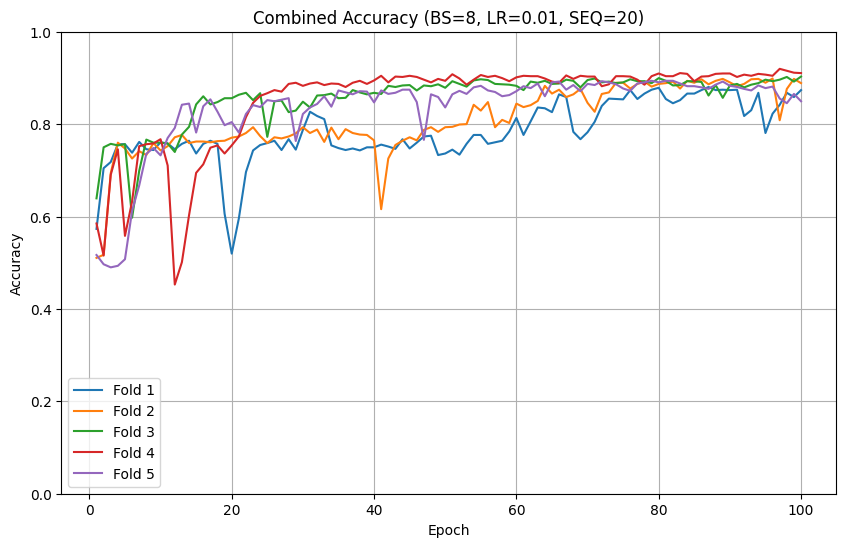 Combined Accuracy (BS=8, LR=0.01, SEQ=20)
1.0
0.8
0.6
0.4
0.2
0.0
Accuracy
Fold 1
Fold 2
Fold 3
Fold 4
Fold 5
0 20 40 60 80 100
Epoch